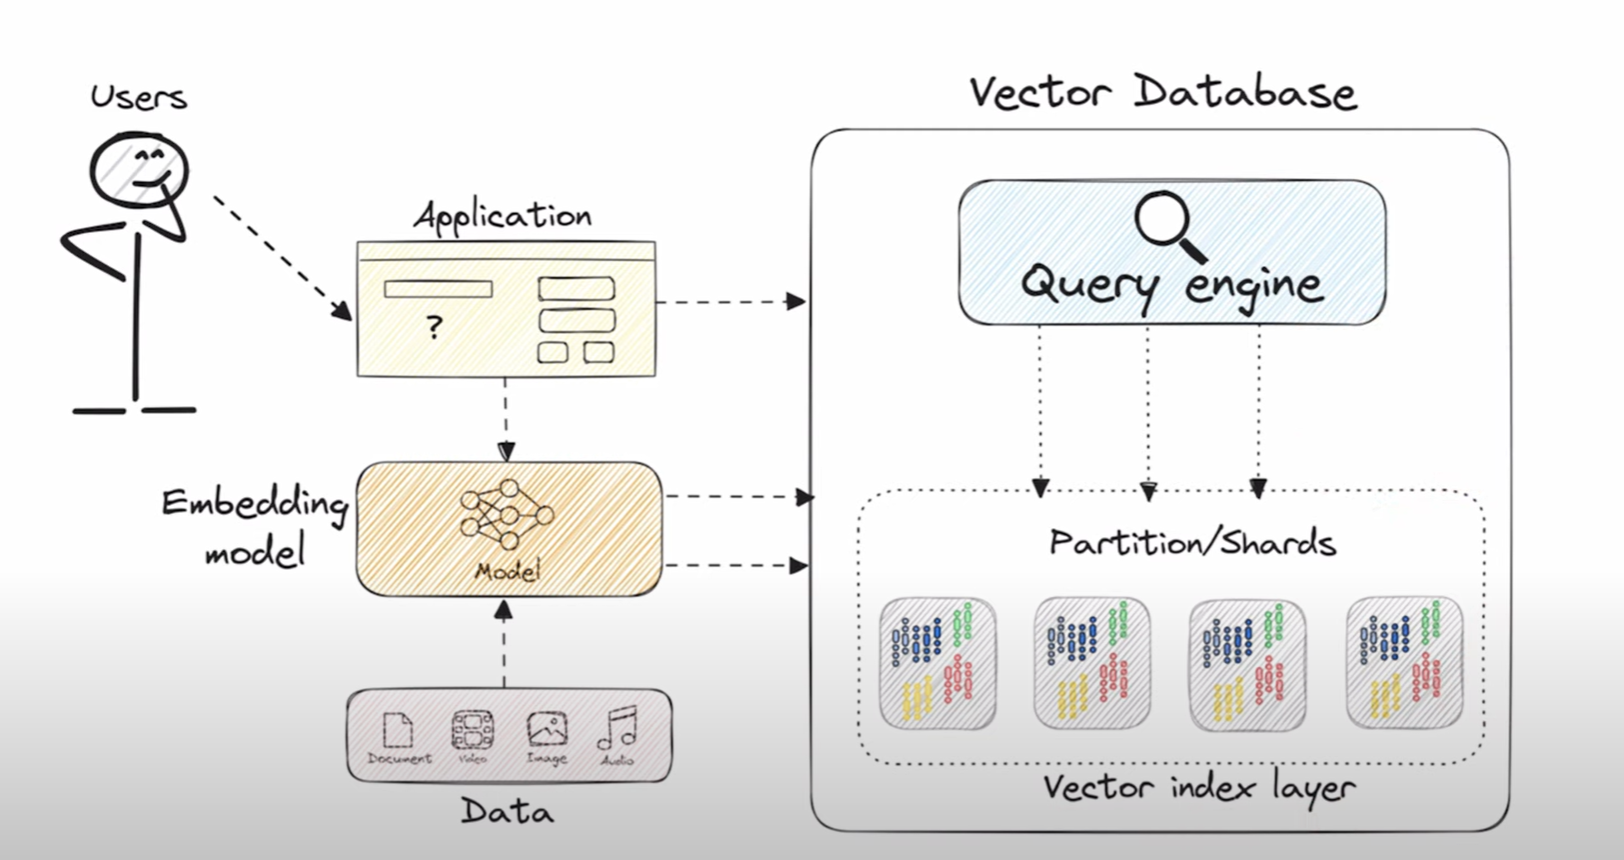 Users
Vector Database
Application
?
Query engine
Embedding
model
Model
Partition/Shards
Document
Video
Image
Audio
Data
Vector index layer